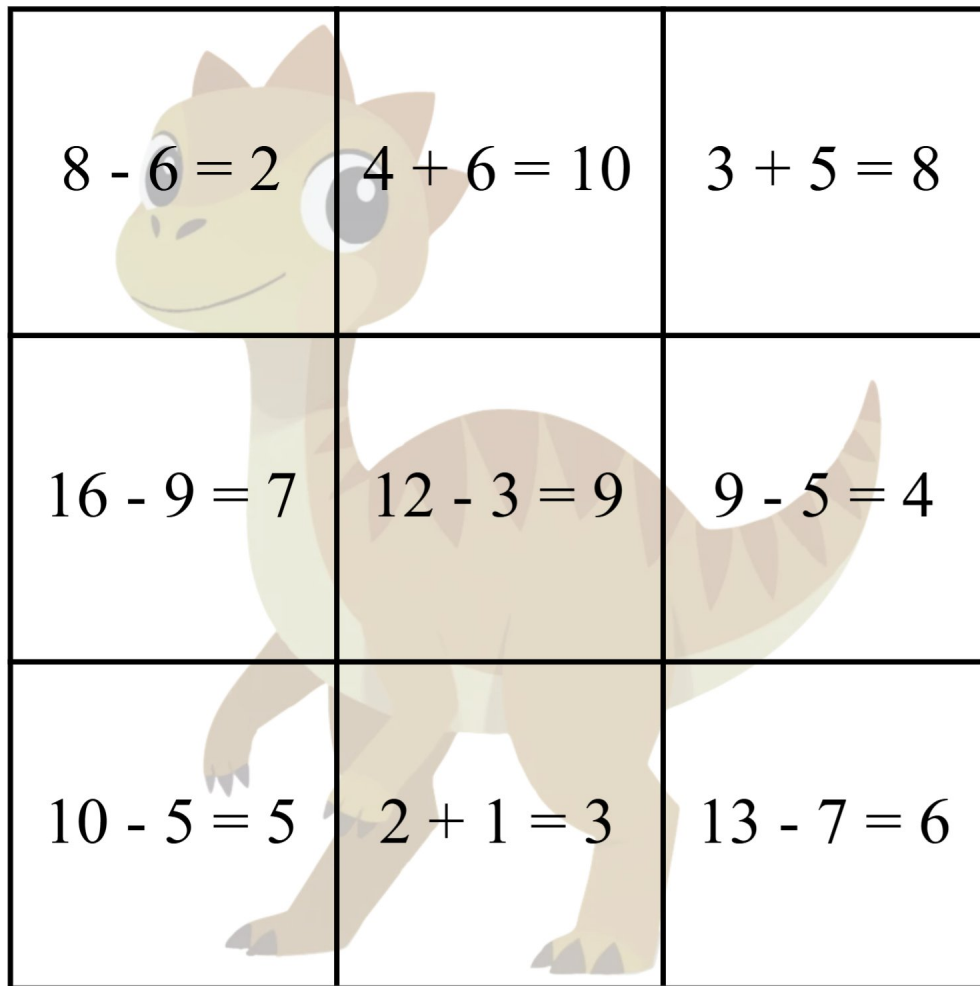 8 - 6 = 2
4 + 6 = 10
3 + 5 = 8
16 - 9 = 7
12 - 3 = 9
9 - 5 = 4
10 - 5 = 5
2 + 1 = 3
13 - 7 = 6